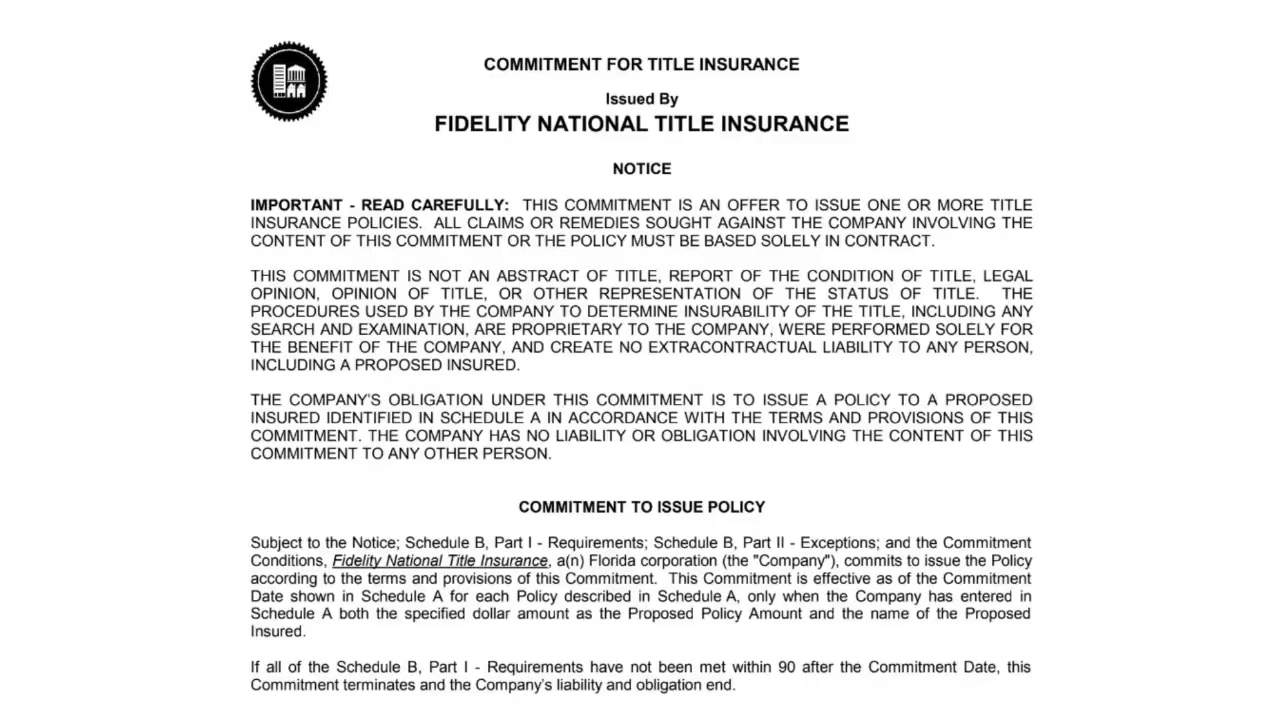 COMMITMENT FOR TITLE INSURANCE
Issued By
FIDELITY NATIONAL TITLE INSURANCE
NOTICE
IMPORTANT - READ CAREFULLY: THIS COMMITMENT IS AN OFFER TO ISSUE ONE OR MORE TITLE
INSURANCE POLICIES. ALL CLAIMS OR REMEDIES SOUGHT AGAINST THE COMPANY INVOLVING THE
CONTENT OF THIS COMMITMENT OR THE POLICY MUST BE BASED SOLELY IN CONTRACT.
THIS COMMITMENT IS NOT AN ABSTRACT OF TITLE, REPORT OF THE CONDITION OF TITLE, LEGAL
OPINION, OPINION OF TITLE, OR OTHER REPRESENTATION OF THE STATUS OF TITLE. THE
PROCEDURES USED BY THE COMPANY TO DETERMINE INSURABILITY OF THE TITLE, INCLUDING ANY
SEARCH AND EXAMINATION, ARE PROPRIETARY TO THE COMPANY, WERE PERFORMED SOLELY FOR
THE BENEFIT OF THE COMPANY, AND CREATE NO EXTRACONTRACTUAL LIABILITY TO ANY PERSON,
INCLUDING A PROPOSED INSURED.
THE COMPANY'S OBLIGATION UNDER THIS COMMITMENT IS TO ISSUE A POLICY TO A PROPOSED
INSURED IDENTIFIED IN SCHEDULE A IN ACCORDANCE WITH THE TERMS AND PROVISIONS OF THIS
COMMITMENT. THE COMPANY HAS NO LIABILITY OR OBLIGATION INVOLVING THE CONTENT OF THIS
COMMITMENT TO ANY OTHER PERSON.
COMMITMENT TO ISSUE POLICY
Subject to the Notice; Schedule B, Part I - Requirements; Schedule B, Part II - Exceptions; and the Commitment
Conditions, Fidelity National Title Insurance, a(n) Florida corporation (the "Company"), commits to issue the Policy
according to the terms and provisions of this Commitment. This Commitment is effective as of the Commitment
Date shown in Schedule A for each Policy described in Schedule A, only when the Company has entered in
Schedule A both the specified dollar amount as the Proposed Policy Amount and the name of the Proposed
Insured.
If all of the Schedule B, Part I - Requirements have not been met within 90 after the Commitment Date, this
Commitment terminates and the Company's liability and obligation end.